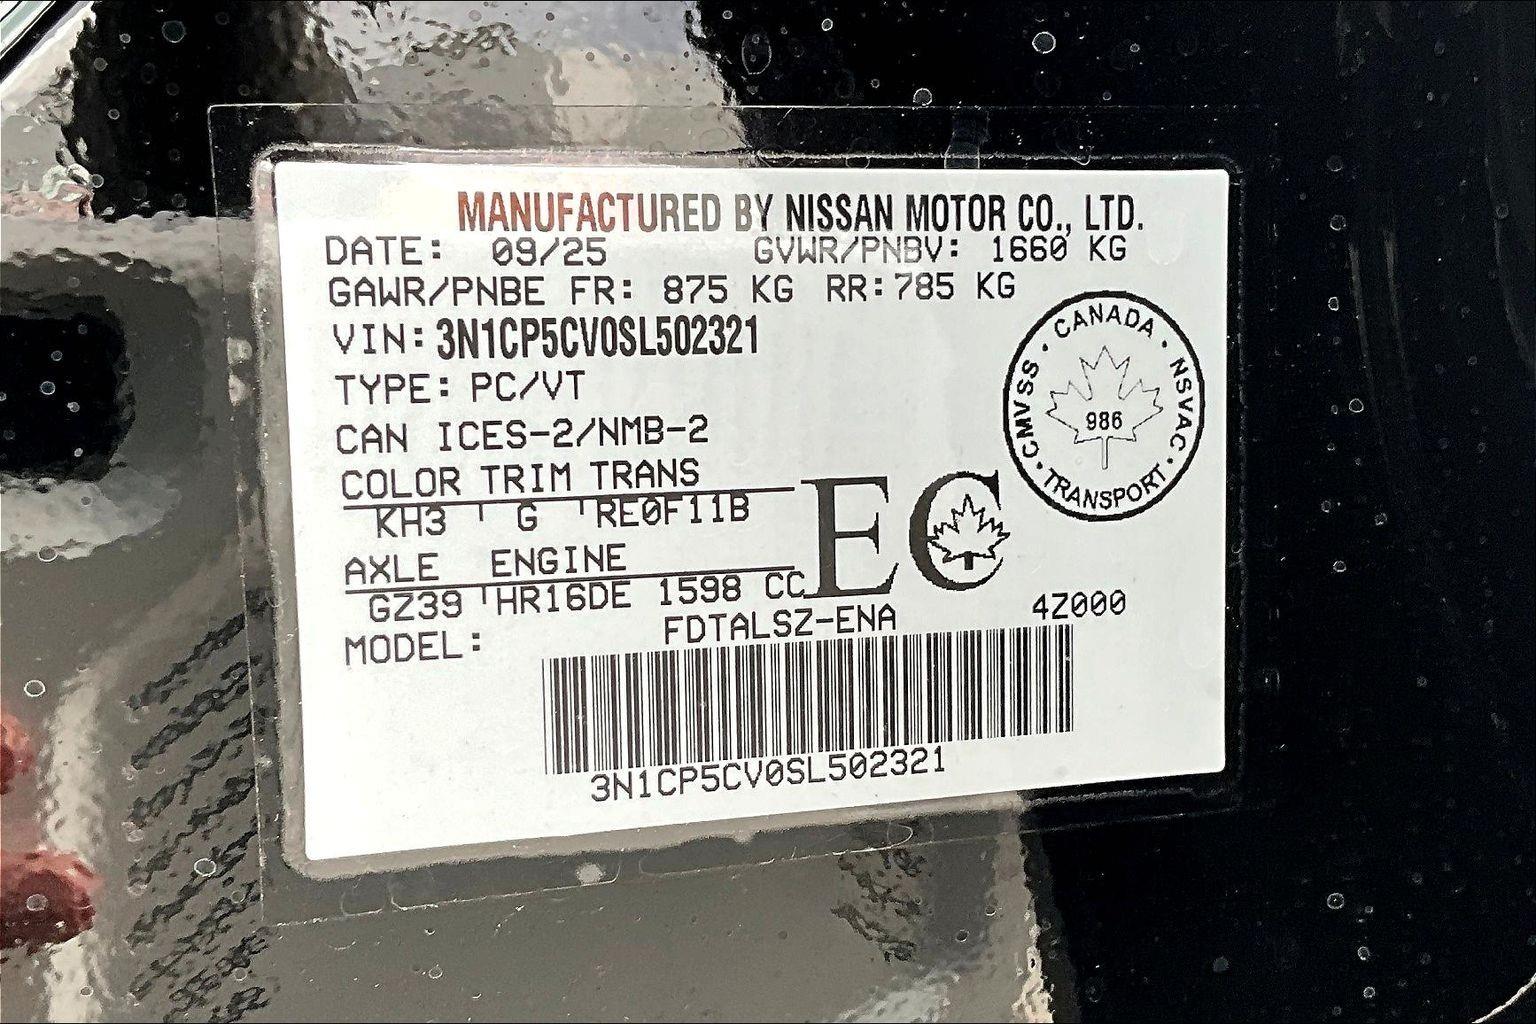 MANUFACTURED BY NISSAN MOTOR CO., LTD.
DATE: 09/25 GVWR/PNBV: 1660 KG
GAWR/PNBE FR: 875 KG RR: 785 KG
VIN: 3N1CP5CV0SL502321
TYPE: PC/VT
CAN ICES-2/NMB-2
COLOR TRIM TRANS
KH3 G RE0F11B
AXLE ENGINE
GZ39 HR16DE 1598 CC
MODEL: FDTALSZ-ENA 4Z000
3N1CP5CV0SL502321
EC
CMVSS · CANADA · NSVAC · TRANSPORT ·
986